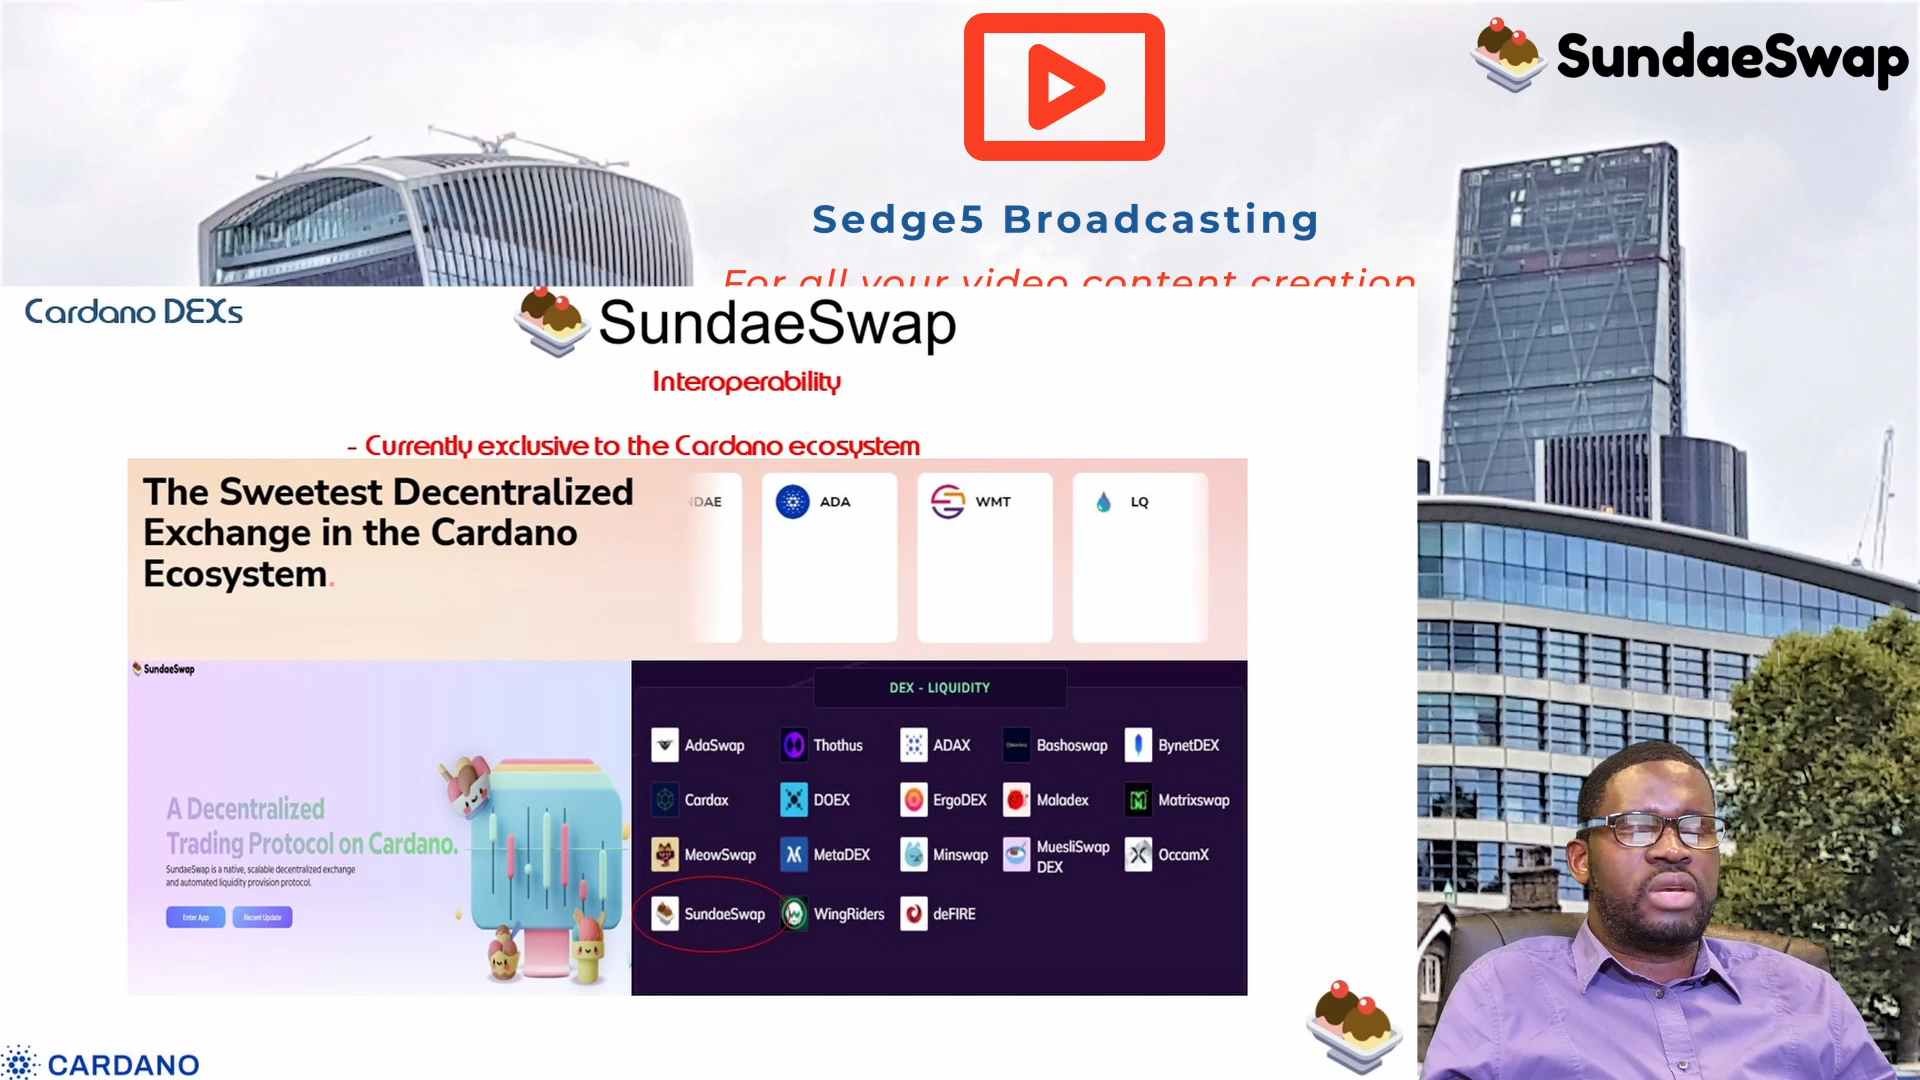 SundaeSwap
Sedge5 Broadcasting
For all your video content creation
Cardano DEXs
SundaeSwap
Interoperability
- Currently exclusive to the Cardano ecosystem
The Sweetest Decentralized
Exchange in the Cardano
Ecosystem.
NDAE
ADA
WMT
LQ
SundaeSwap
A Decentralized
Trading Protocol on Cardano.
SundaeSwap is a native, scalable decentralized exchange
and automated liquidity provision protocol.
Enter App
Recent Update
DEX - LIQUIDITY
AdaSwap Thothus ADAX Bashoswap BynetDEX
Cardax DOEX ErgoDEX Maladex Matrixswap
MeowSwap MetaDEX Minswap MuesliSwap DEX OccamX
SundaeSwap WingRiders deFIRE
CARDANO